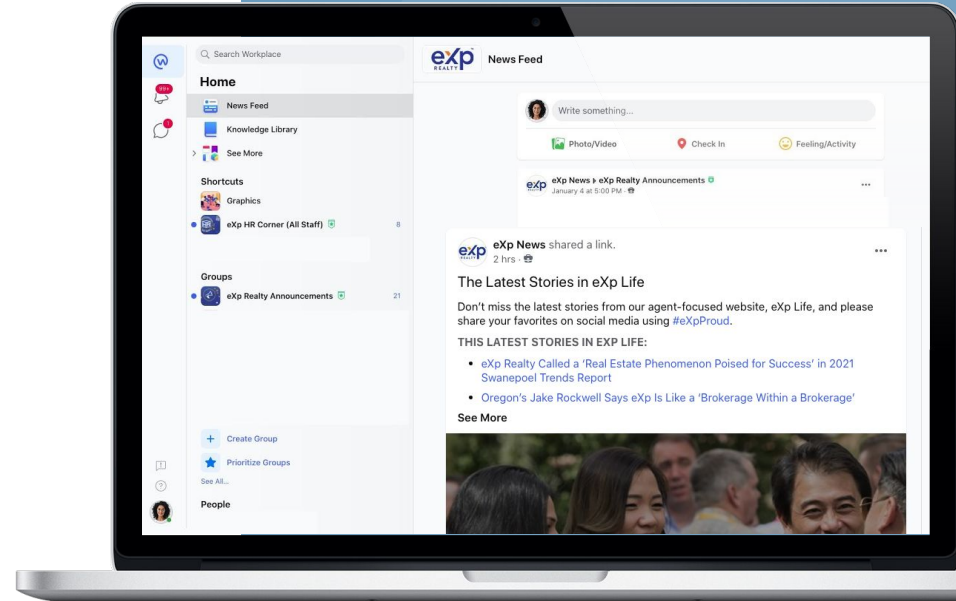 Search Workplace
Home
99+
1
News Feed
Knowledge Library
See More
Shortcuts
Graphics
eXp HR Corner (All Staff) 8
Groups
eXp Realty Announcements 21
Create Group
Prioritize Groups
See All...
People
eXp
REALTY
News Feed
Write something...
Photo/Video
Check In
Feeling/Activity
eXp
eXp News ▸ eXp Realty Announcements
January 4 at 5:00 PM ·
eXp
REALTY
eXp News shared a link.
2 hrs ·
The Latest Stories in eXp Life
Don't miss the latest stories from our agent-focused website, eXp Life, and please
share your favorites on social media using #eXpProud.
THIS LATEST STORIES IN EXP LIFE:
• eXp Realty Called a ‘Real Estate Phenomenon Poised for Success’ in 2021
Swanepoel Trends Report
• Oregon’s Jake Rockwell Says eXp Is Like a ‘Brokerage Within a Brokerage’
See More